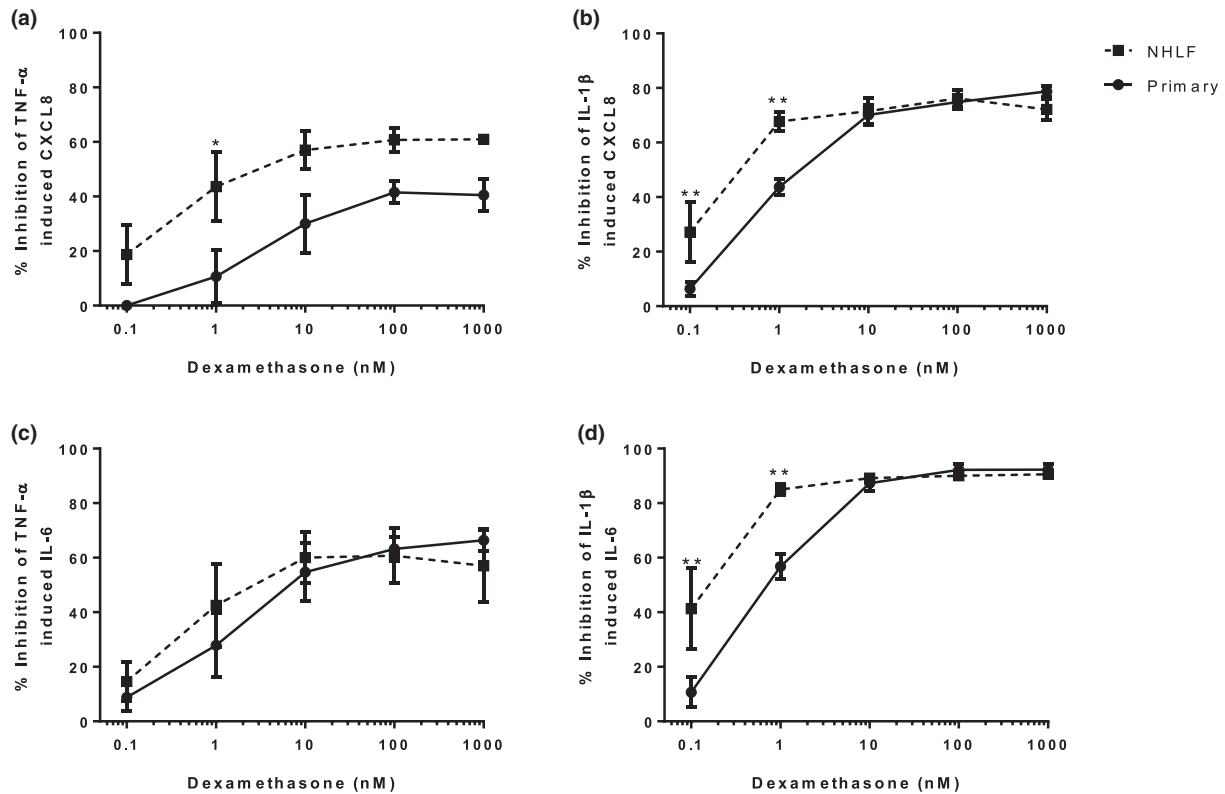 (a)
% Inhibition of TNF-α
induced CXCL8
100
80
60
40
20
0
*
0.1 1 10 100 1000
Dexamethasone (nM)
(b)
% Inhibition of IL-1β
induced CXCL8
100
80
60
40
20
0
**
**
0.1 1 10 100 1000
Dexamethasone (nM)
NHLF
Primary
(c)
% Inhibition of TNF-α
induced IL-6
100
80
60
40
20
0
0.1 1 10 100 1000
Dexamethasone (nM)
(d)
% Inhibition of IL-1β
induced IL-6
100
80
60
40
20
0
**
**
0.1 1 10 100 1000
Dexamethasone (nM)